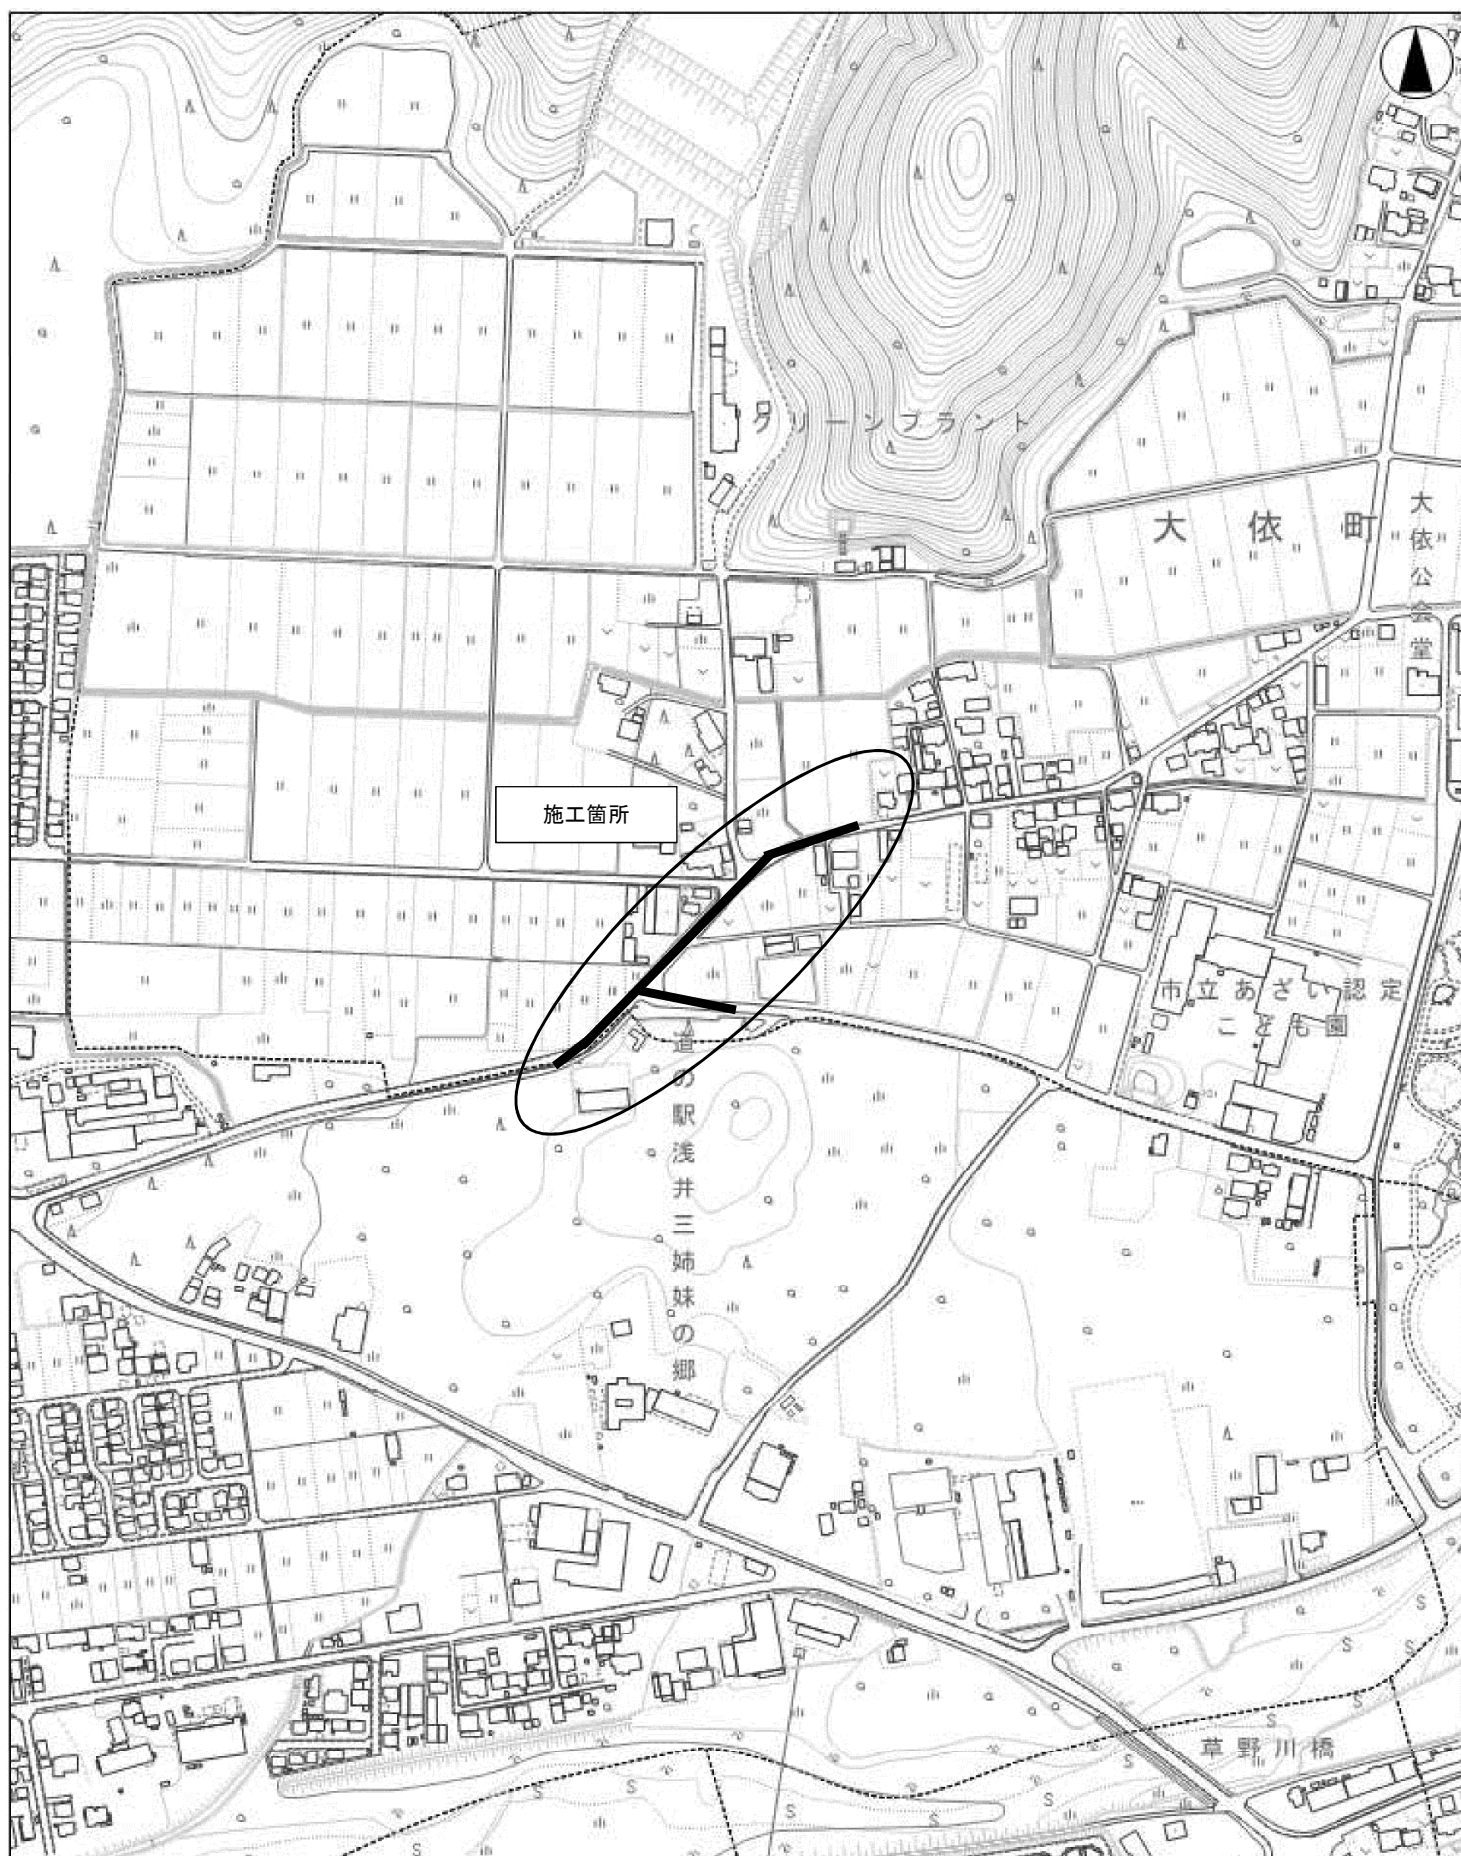 クリーンプラント
大依町
大依公会堂
施工箇所
市立あざい認定
こども園
道の駅浅井三姉妹の郷
草野川橋